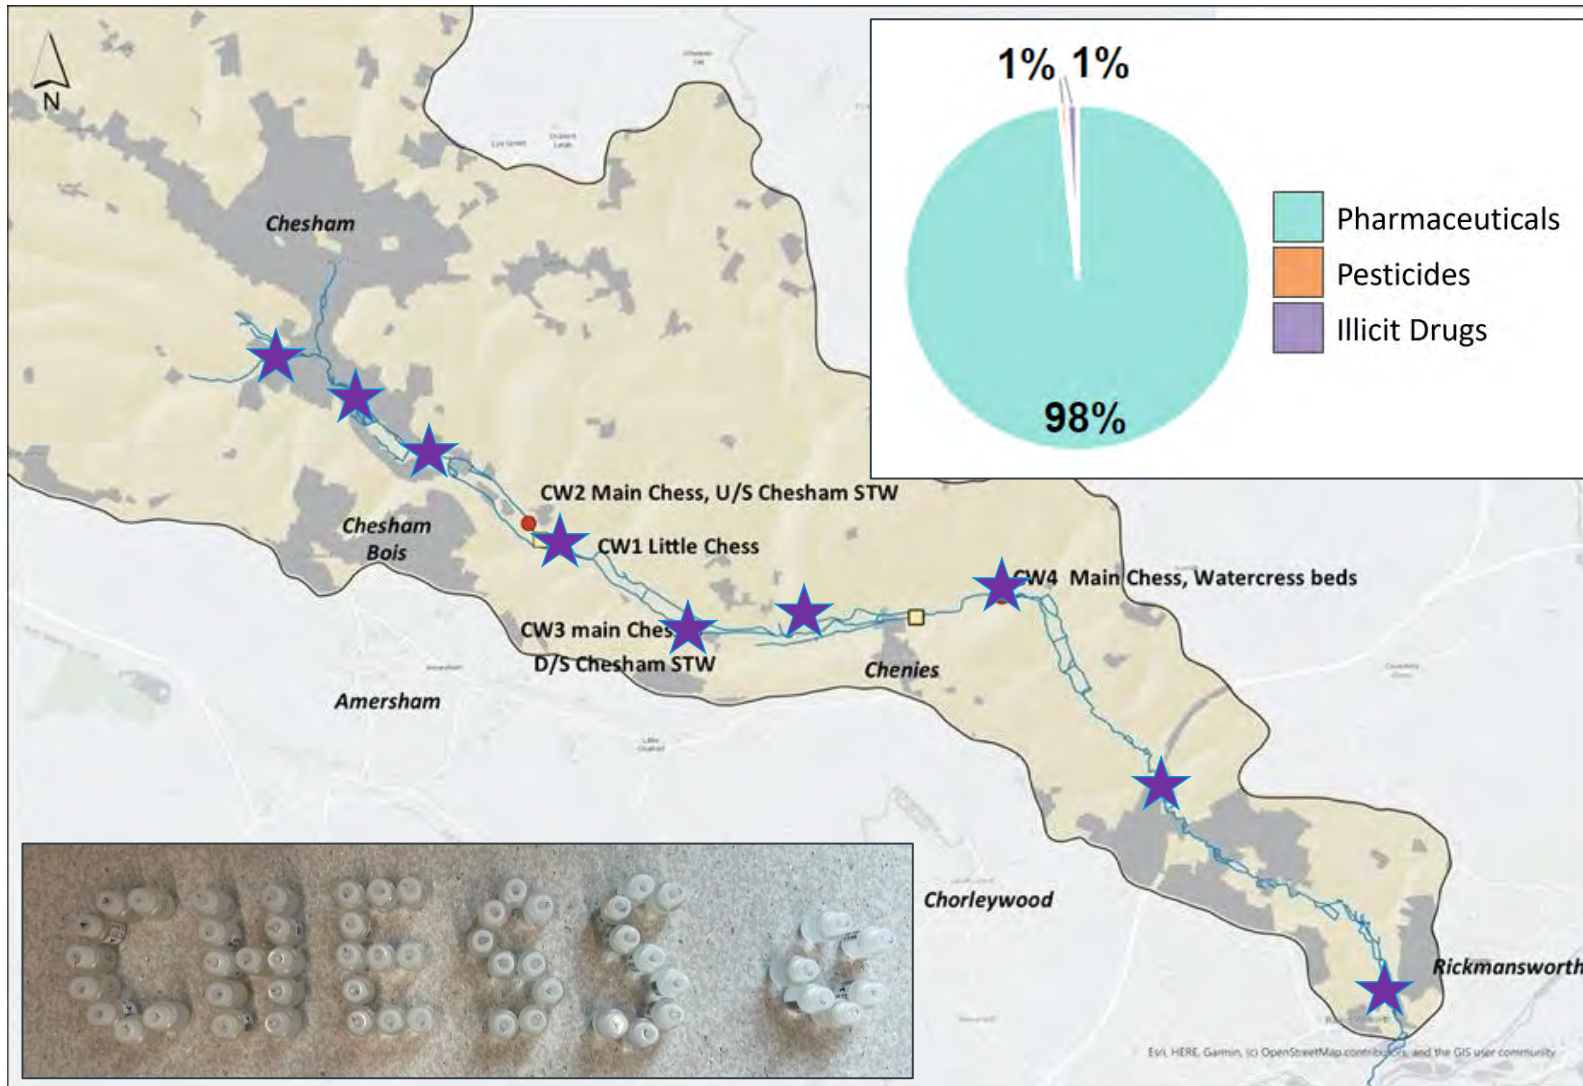 N
1% 1%
98%
Pharmaceuticals
Pesticides
Illicit Drugs
Chesham
CW2 Main Chess, U/S Chesham STW
Chesham
Bois
CW1 Little Chess
CW4 Main Chess, Watercress beds
CW3 main Chess
D/S Chesham STW
Chenies
Amersham
Chorleywood
Rickmansworth
CHESS
Esri, HERE, Garmin, (c) OpenStreetMap contributors, and the GIS user community